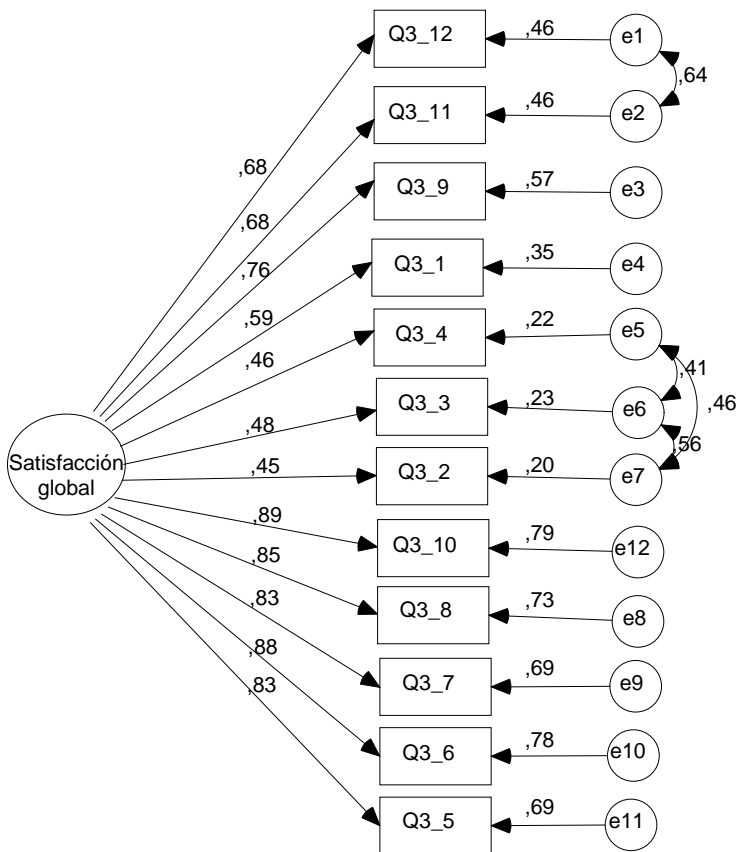 Q3_12
,46
e1
,64
Q3_11
,46
e2
,68
Q3_9
,57
e3
,68
,76
Q3_1
,35
e4
,59
Q3_4
,22
e5
,46
,41
Q3_3
,23
e6
,46
,48
,56
Satisfacción
global
,45
Q3_2
,20
e7
,89
Q3_10
,79
e12
,85
Q3_8
,73
e8
,83
Q3_7
,69
e9
,88
,83
Q3_6
,78
e10
Q3_5
,69
e11